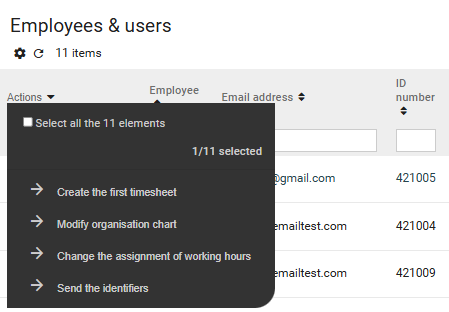 Employees & users
11 items
Actions
Employee
Email address
ID number
Select all the 11 elements
1/11 selected
Create the first timesheet
Modify organisation chart
Change the assignment of working hours
Send the identifiers
@gmail.com 421005
emailtest.com 421004
emailtest.com 421009